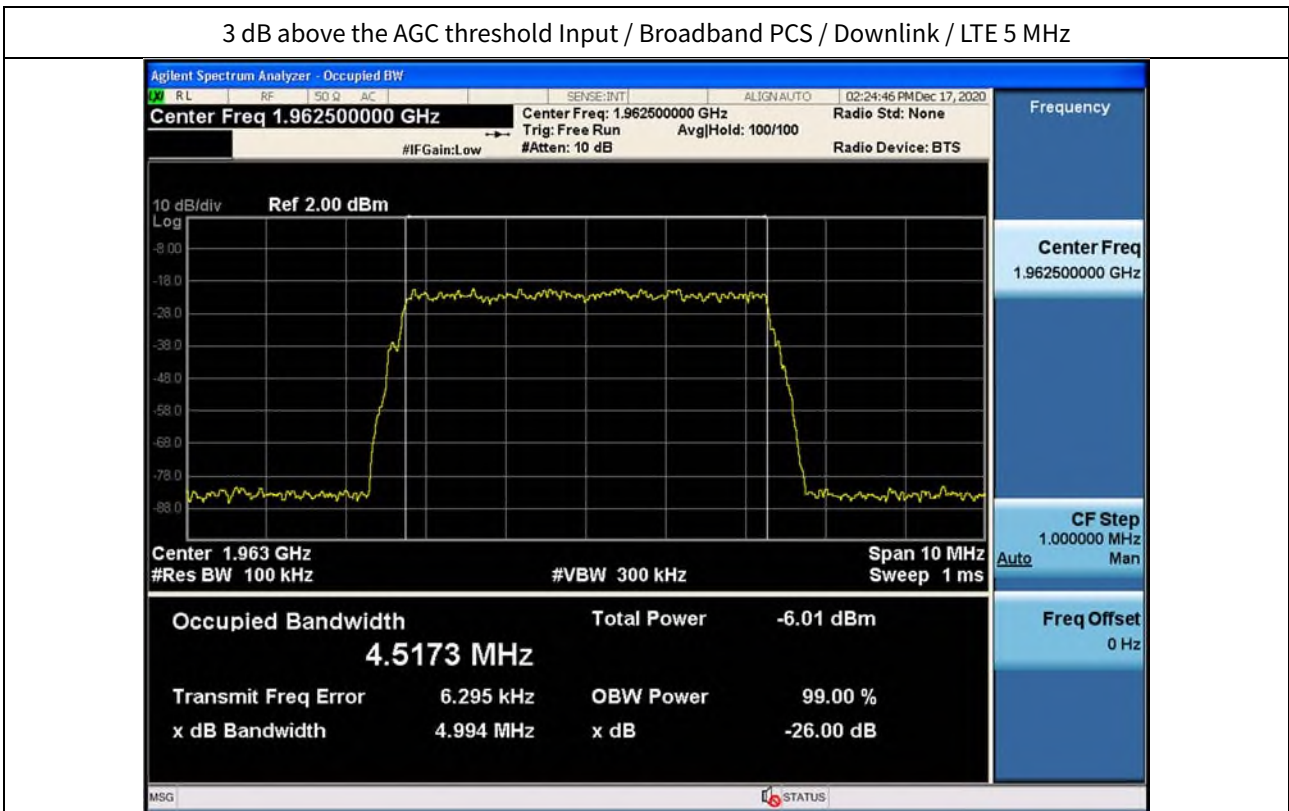 3 dB above the AGC threshold Input / Broadband PCS / Downlink / LTE 5 MHz
Agilent Spectrum Analyzer - Occupied BW
LXI RL RF 50 Ω AC SENSE:INT ALIGN AUTO 02:24:46 PM Dec 17, 2020
Center Freq 1.962500000 GHz
Center Freq: 1.962500000 GHz
Radio Std: None
Trig: Free Run Avg|Hold: 100/100
#IFGain:Low
#Atten: 10 dB
Radio Device: BTS
Frequency
10 dB/div Ref 2.00 dBm
Log
-8.00
-18.0
-28.0
-38.0
-48.0
-58.0
-68.0
-78.0
-88.0
Center 1.963 GHz Span 10 MHz
#Res BW 100 kHz #VBW 300 kHz Sweep 1 ms
Center Freq
1.962500000 GHz
CF Step
1.000000 MHz
Auto Man
Freq Offset
0 Hz
Occupied Bandwidth Total Power -6.01 dBm
4.5173 MHz
Transmit Freq Error 6.295 kHz OBW Power 99.00 %
x dB Bandwidth 4.994 MHz x dB -26.00 dB
MSG STATUS